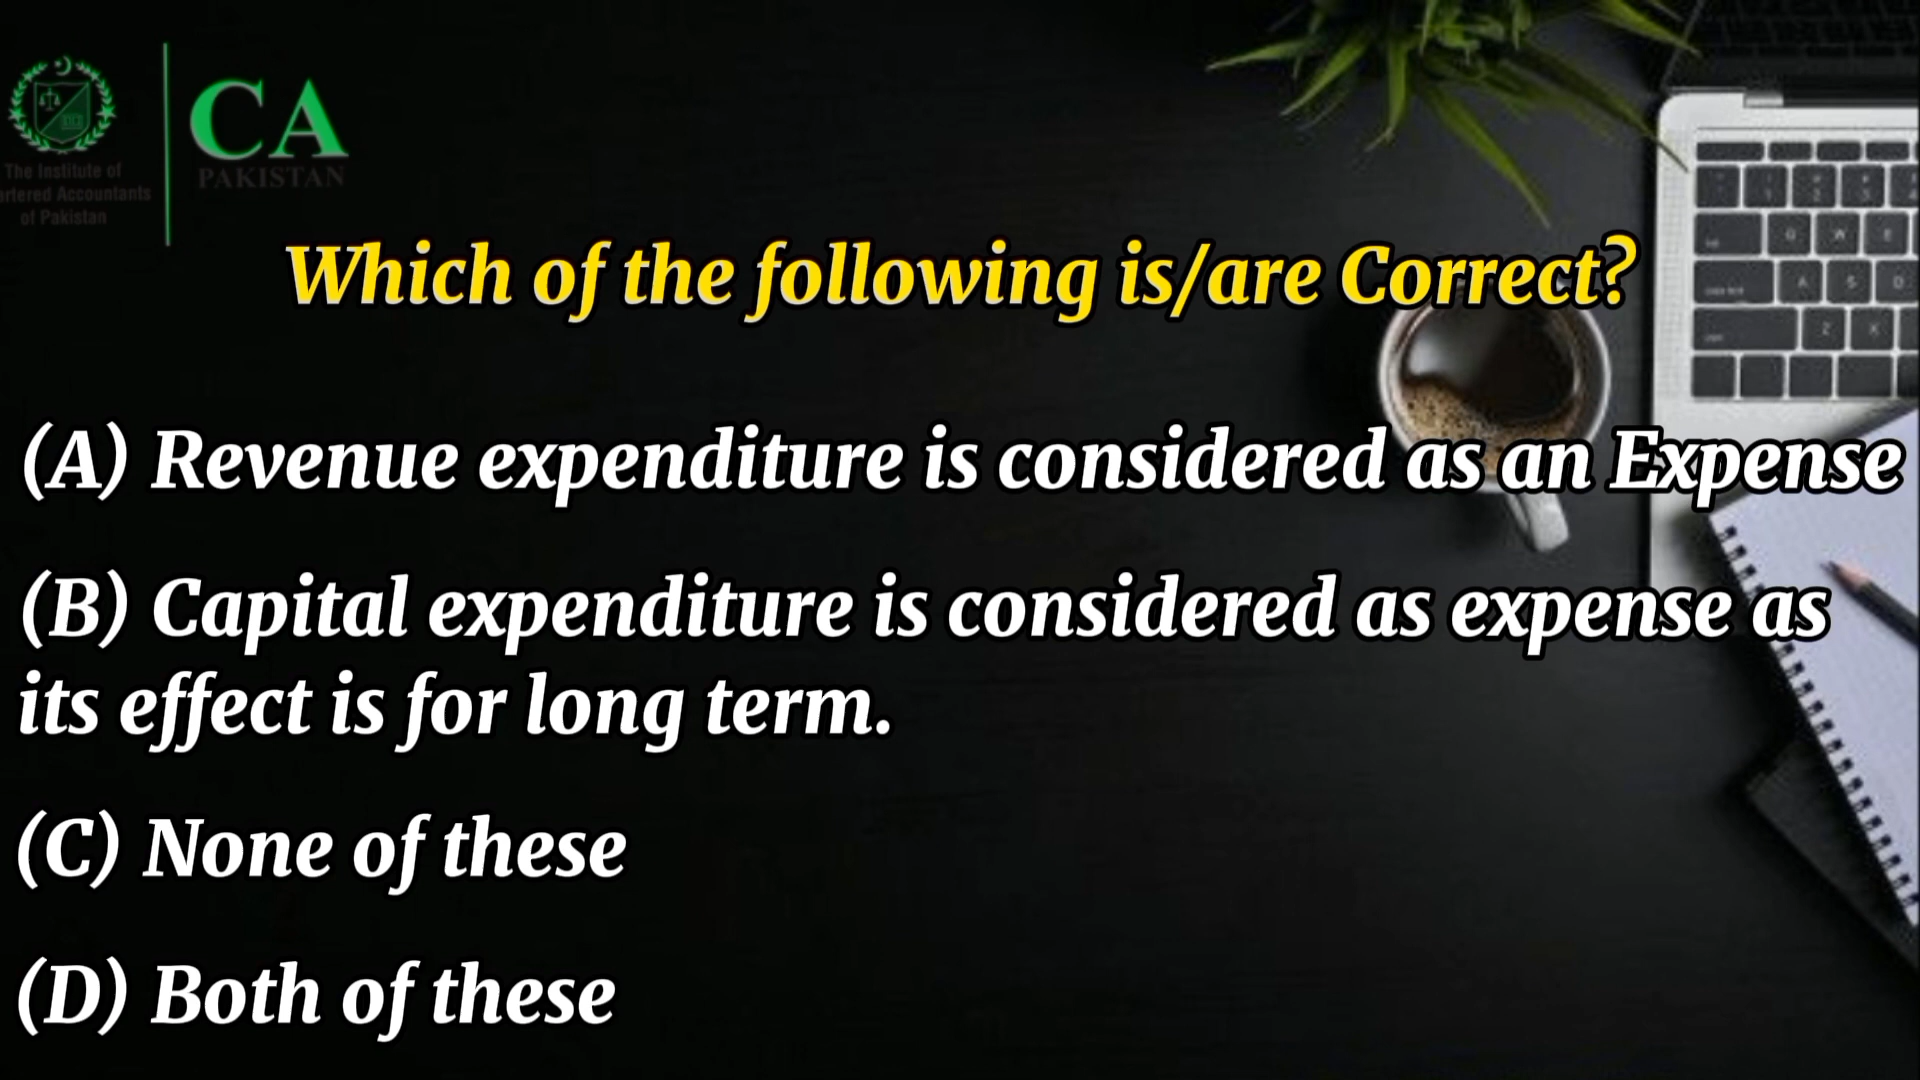 CA
PAKISTAN
The Institute of
artered Accountants
of Pakistan
Which of the following is/are Correct?
(A) Revenue expenditure is considered as an Expense
(B) Capital expenditure is considered as expense as
its effect is for long term.
(C) None of these
(D) Both of these